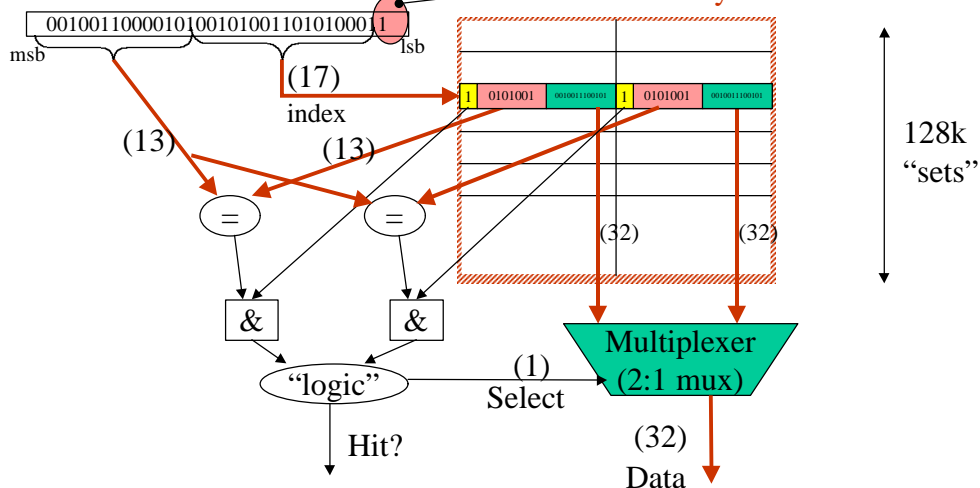 00100110000101001010011010100011
msb
lsb
(17)
index
1 0101001 0010011100101 1 0101001 0010011100101
(13)
(13)
128k
“sets”
= =
(32) (32)
& &
Multiplexer
(2:1 mux)
“logic”
(1)
Select
Hit?
(32)
Data